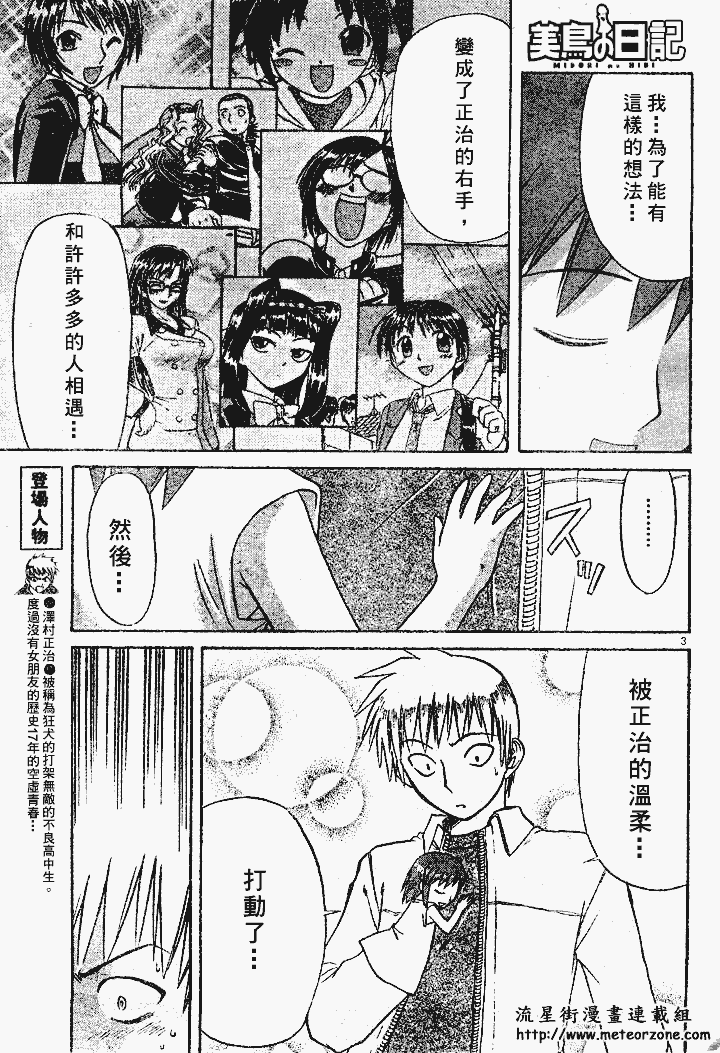 美鳥の日記
MIDORI no HIBI
我…為了能有
這樣的想法…
變成了正治的右手，
和許許多多的人相遇…
………
ズッ
然後…
3
被正治的溫柔…
打動了…
登場人物
●澤村正治●被稱為狂犬的打架無敵的不良高中生。
度過沒有女朋友的歷史17年的空虛青春…
流星街漫畫連載組
http://www.meteorzone.com/